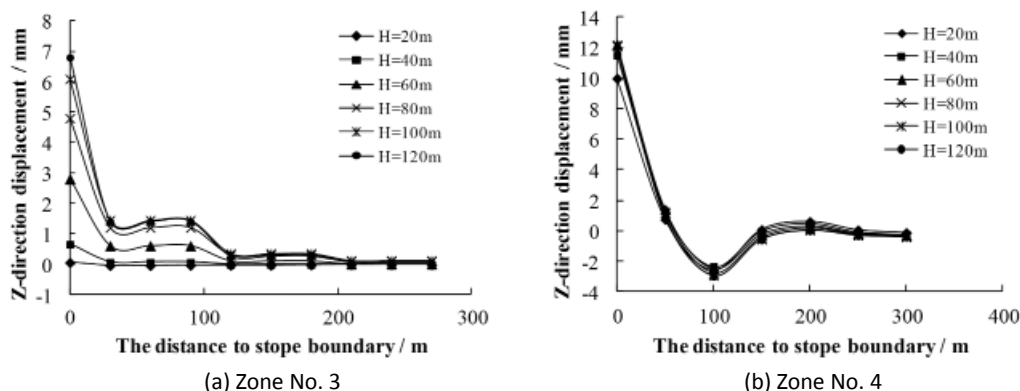 Z-direction displacement / mm
8
7
6
5
4
3
2
1
0
-1
H=20m
H=40m
H=60m
H=80m
H=100m
H=120m
0 100 200 300
The distance to stope boundary / m
(a) Zone No. 3
Z-direction displacement / mm
14
12
10
8
6
4
2
0
-2
-4
H=20m
H=40m
H=60m
H=80m
H=100m
H=120m
0 100 200 300 400
The distance to stope boundary / m
(b) Zone No. 4